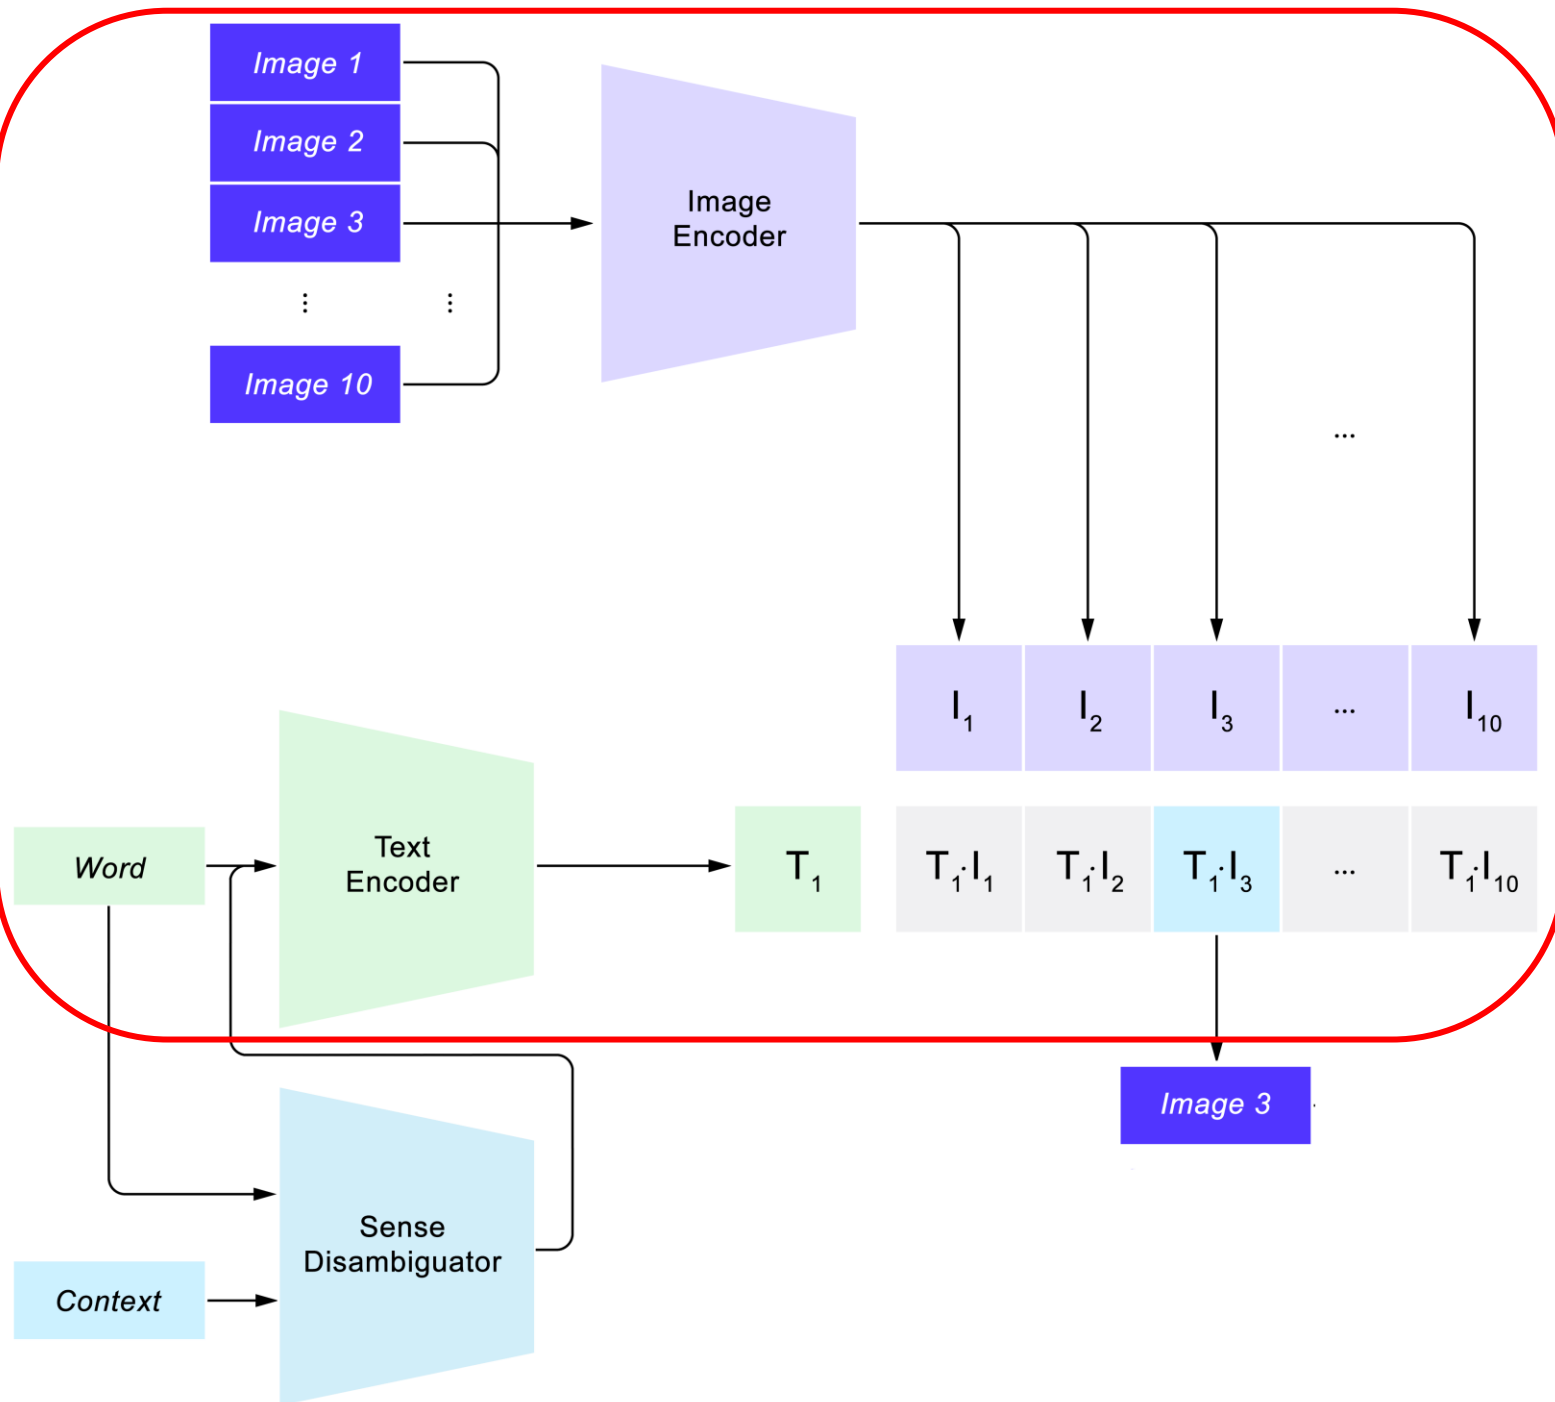 Image 1
Image 2
Image 3
⋮ ⋮
Image 10
Image
Encoder
...
I1 I2 I3 ... I10
Word
Text
Encoder
T1
T1·I1 T1·I2 T1·I3 ... T1·I10
Image 3
Sense
Disambiguator
Context